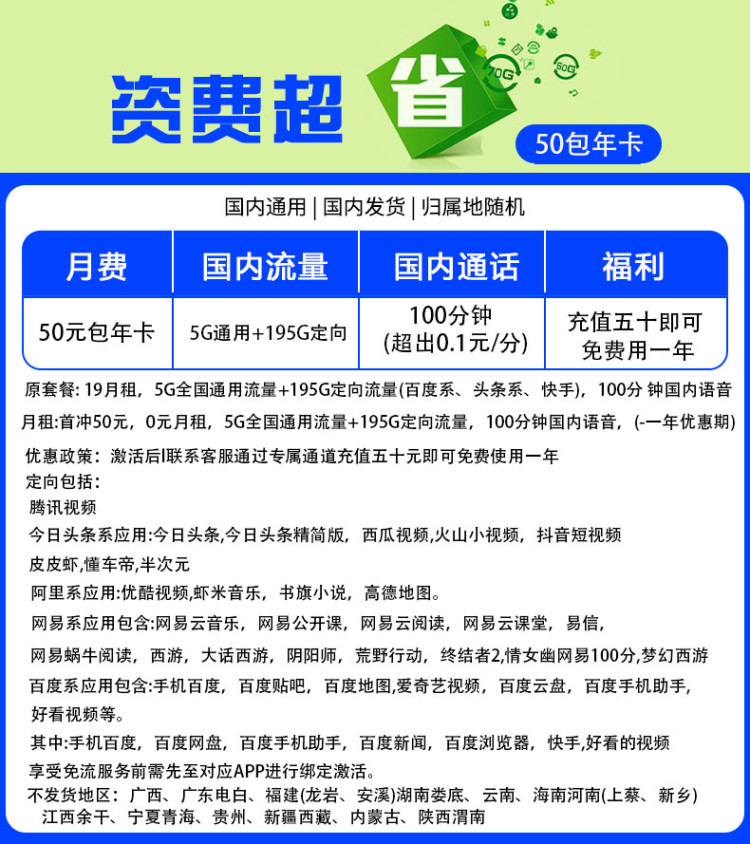 资费超
省
70G
50G
50包年卡
国内通用 | 国内发货 | 归属地随机
月费 国内流量 国内通话 福利
50元包年卡 5G通用+195G定向 100分钟 充值五十即可
(超出0.1元/分) 免费用一年
原套餐: 19月租，5G全国通用流量+195G定向流量(百度系、头条系、快手)，100分 钟国内语音
月租:首冲50元，0元月租，5G全国通用流量+195G定向流量，100分钟国内语音，(-一年优惠期)
优惠政策：激活后I联系客服通过专属通道充值五十元即可免费使用一年
定向包括：
腾讯视频
今日头条系应用:今日头条,今日头条精简版，西瓜视频,火山小视频，抖音短视频
皮皮虾,懂车帝,半次元
阿里系应用:优酷视频,虾米音乐，书旗小说，高德地图。
网易系应用包含:网易云音乐，网易公开课，网易云阅读，网易云课堂，易信，
网易蜗牛阅读，西游，大话西游，阴阳师，荒野行动，终结者2,情女幽网易100分,梦幻西游
百度系应用包含:手机百度，百度贴吧，百度地图,爱奇艺视频，百度云盘，百度手机助手，
好看视频等。
其中:手机百度，百度网盘，百度手机助手，百度新闻，百度浏览器，快手,好看的视频
享受免流服务前需先至对应APP进行绑定激活。
不发货地区：广西、广东电白、福建(龙岩、安溪)湖南娄底、云南、海南河南(上蔡、新乡)
江西余干、宁夏青海、贵州、新疆西藏、内蒙古、陕西渭南